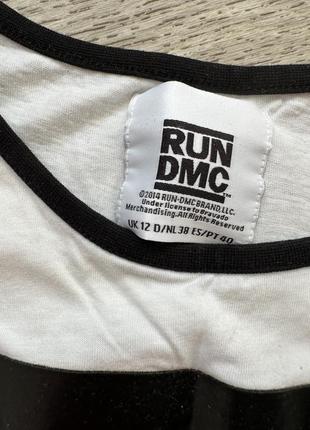 RUN
DMC
©2014 RUN-DMC BRAND, LLC.
Under license to Bravado
Merchandising. All Rights Reserved
UK 12 D/NL 38 ES/PT 40